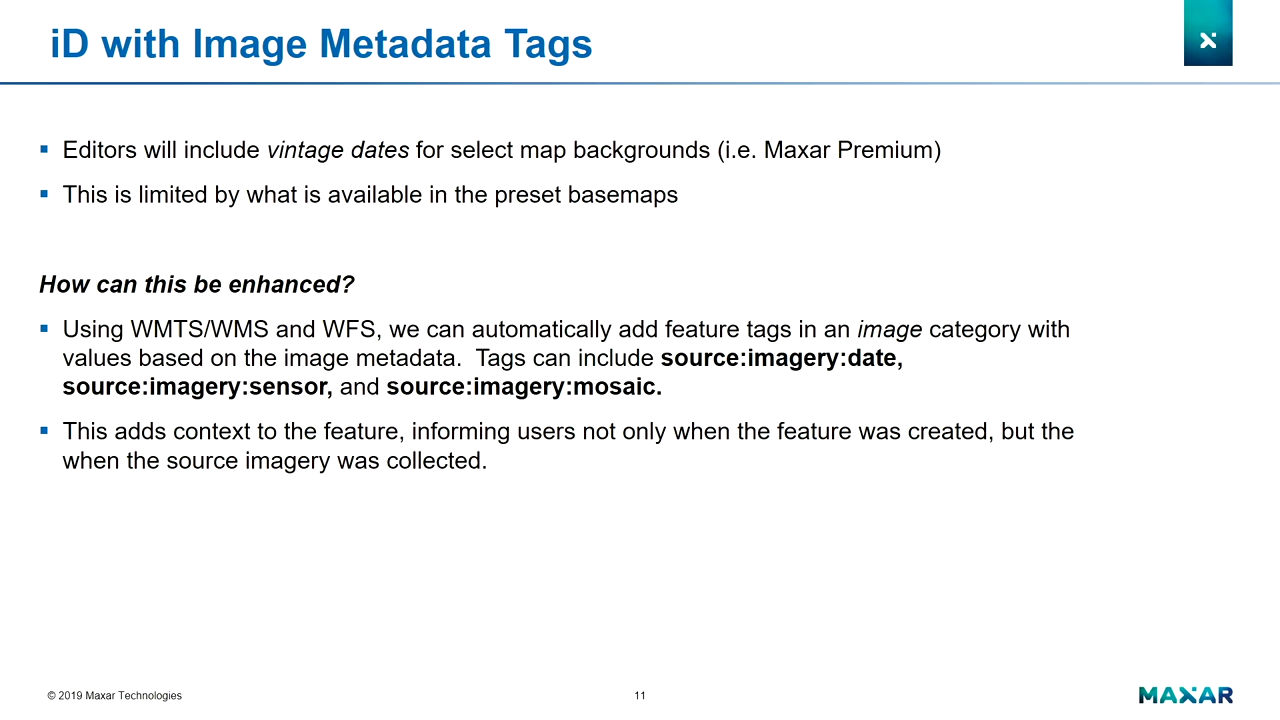 iD with Image Metadata Tags
Editors will include vintage dates for select map backgrounds (i.e. Maxar Premium)
This is limited by what is available in the preset basemaps
How can this be enhanced?
Using WMTS/WMS and WFS, we can automatically add feature tags in an image category with
values based on the image metadata.  Tags can include source:imagery:date,
source:imagery:sensor, and source:imagery:mosaic.
This adds context to the feature, informing users not only when the feature was created, but the
when the source imagery was collected.
© 2019 Maxar Technologies
11
MAXAR